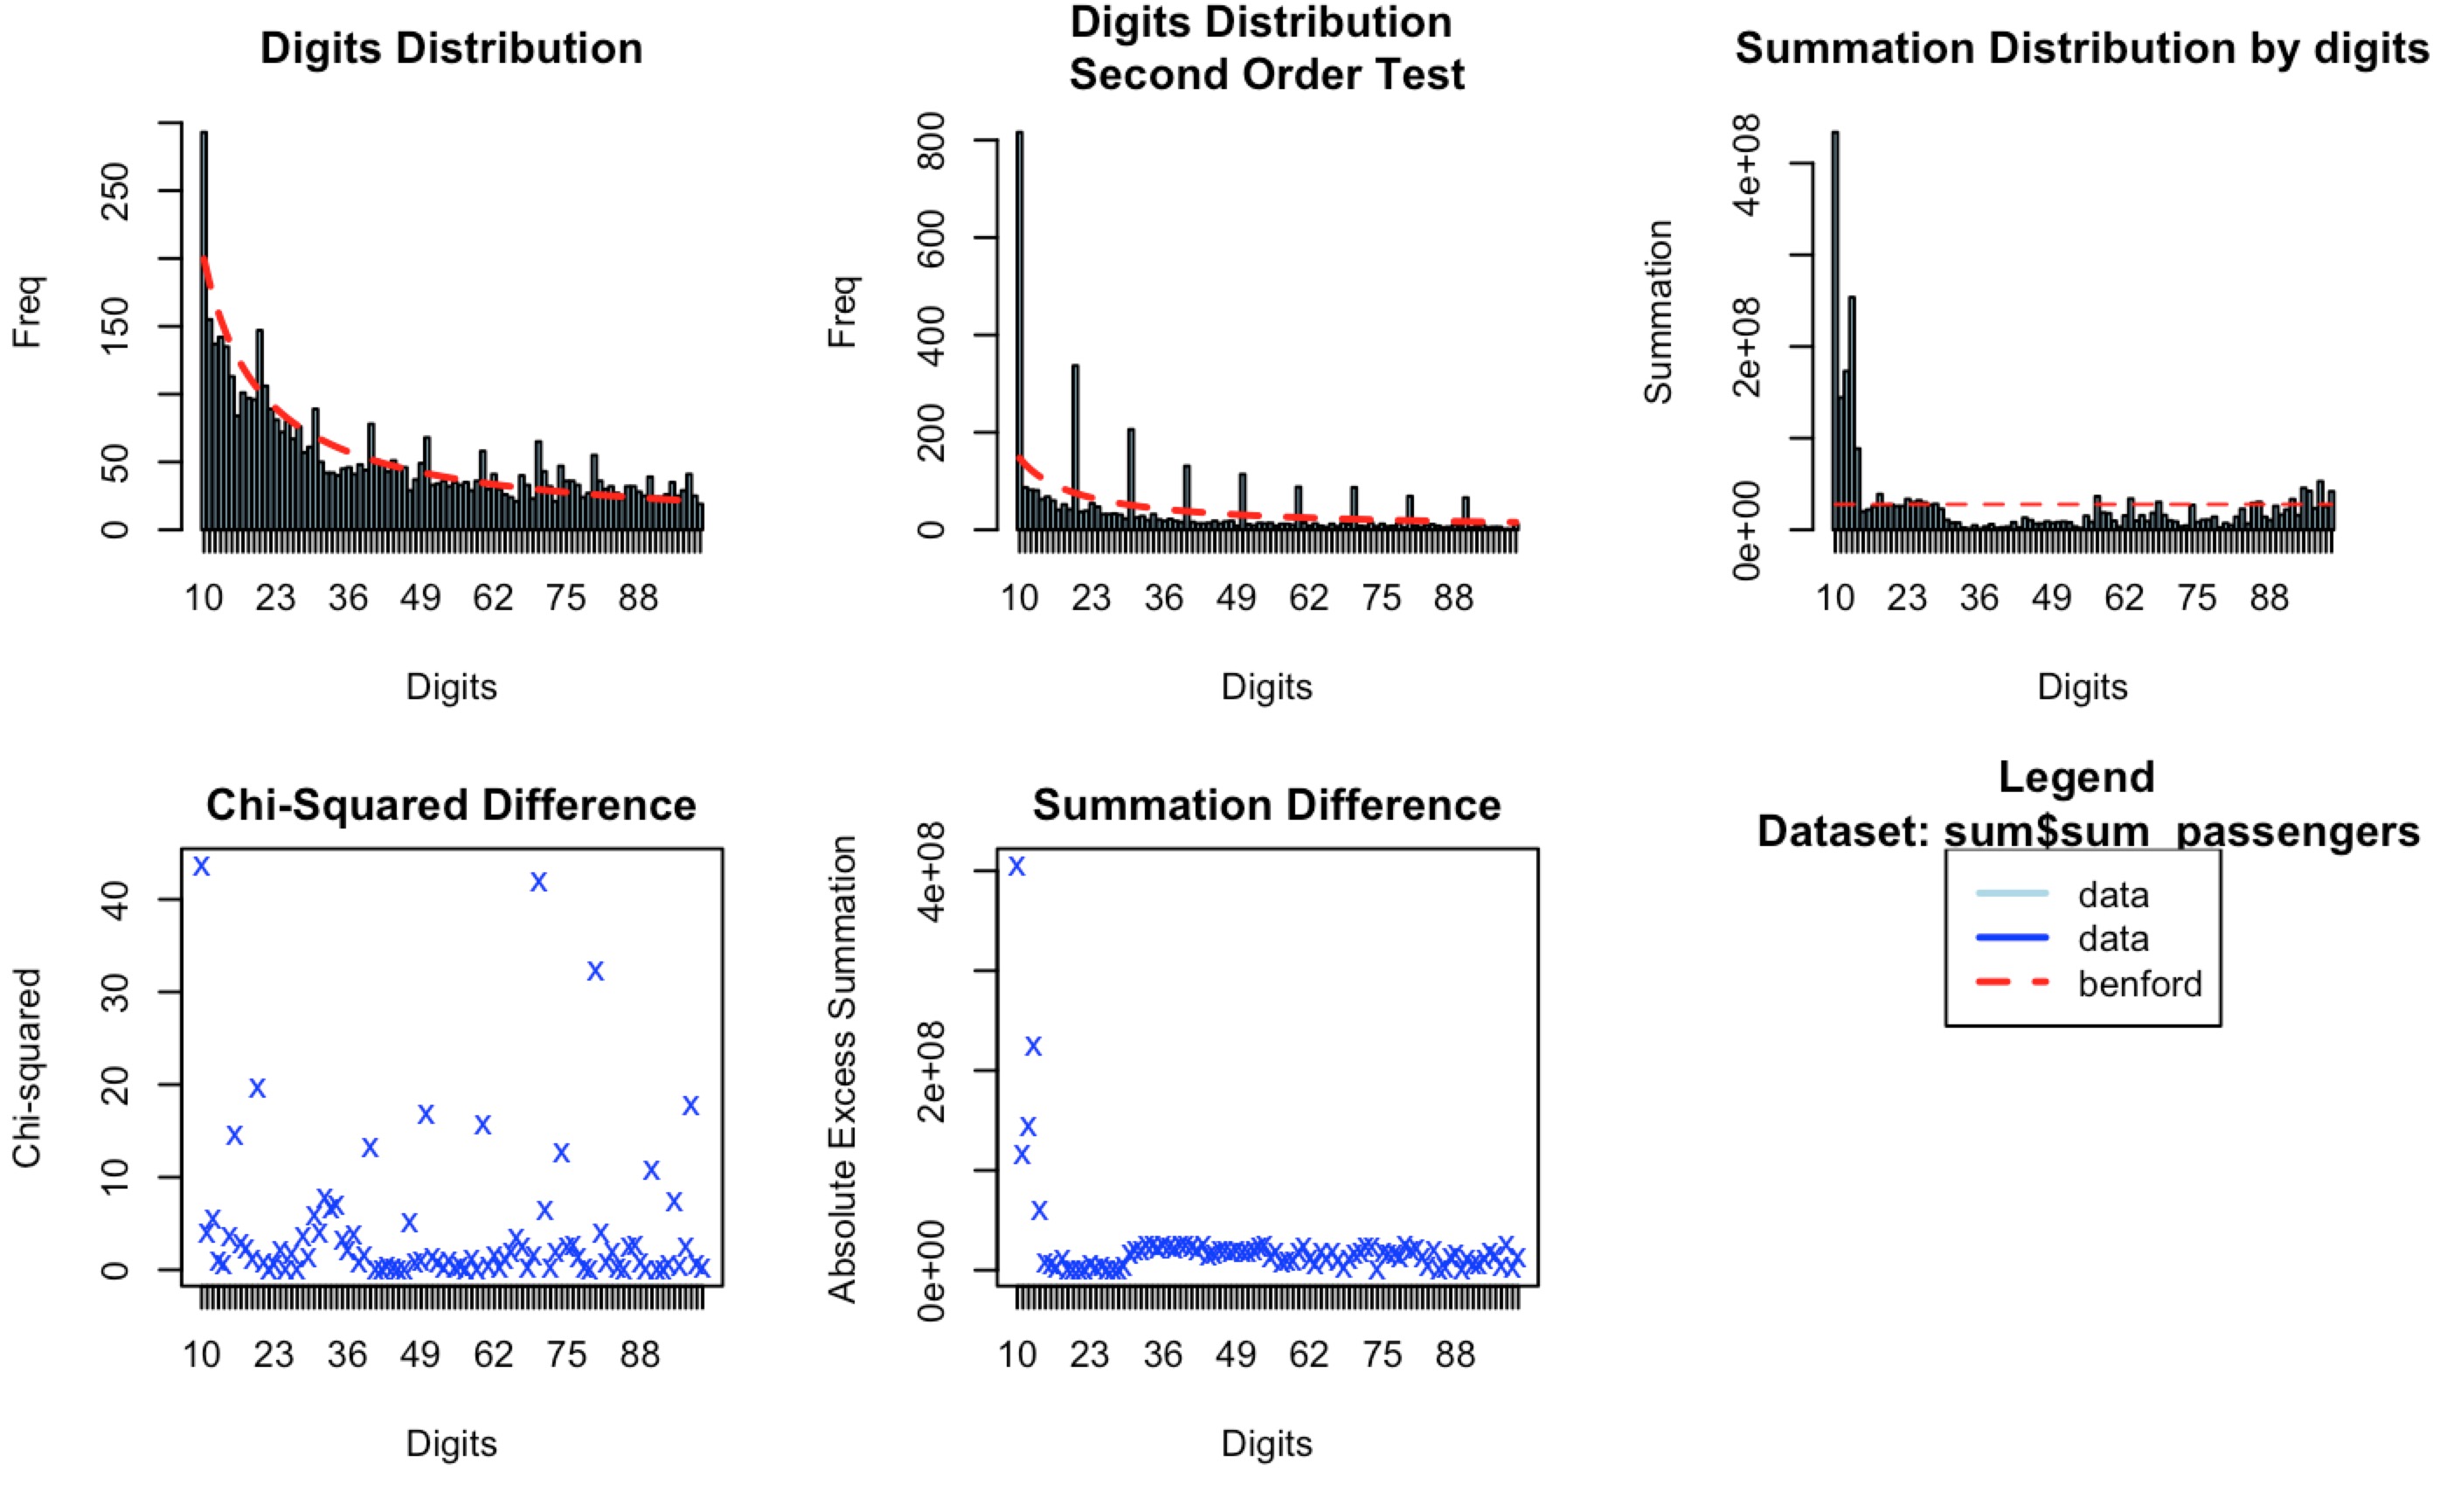 Digits Distribution
Freq
0 50 150 250
10 23 36 49 62 75 88
Digits
Digits Distribution
Second Order Test
Freq
0 200 400 600 800
10 23 36 49 62 75 88
Digits
Summation Distribution by digits
Summation
0e+00 2e+08 4e+08
10 23 36 49 62 75 88
Digits
Chi-Squared Difference
Chi-squared
0 10 20 30 40
10 23 36 49 62 75 88
Digits
Summation Difference
Absolute Excess Summation
0e+00 2e+08 4e+08
10 23 36 49 62 75 88
Digits
Legend
Dataset: sum$sum_passengers
data
data
benford